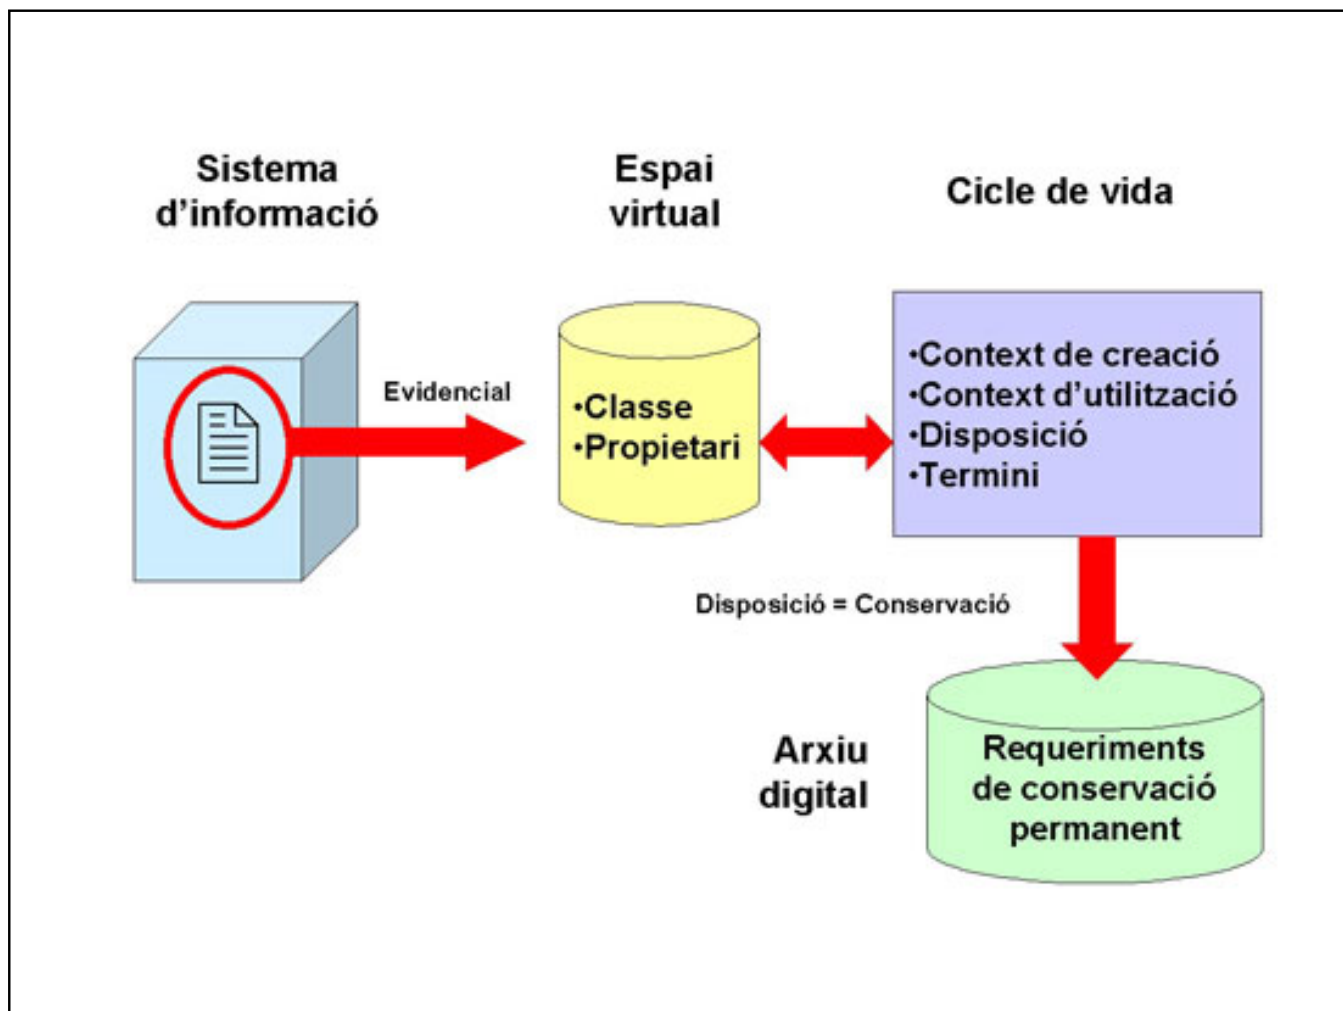 Sistema
d'informació
Espai
virtual
Cicle de vida
Evidencial
•Classe
•Propietari
•Context de creació
•Context d'utilització
•Disposició
•Termini
Disposició = Conservació
Arxiu
digital
Requeriments
de conservació
permanent